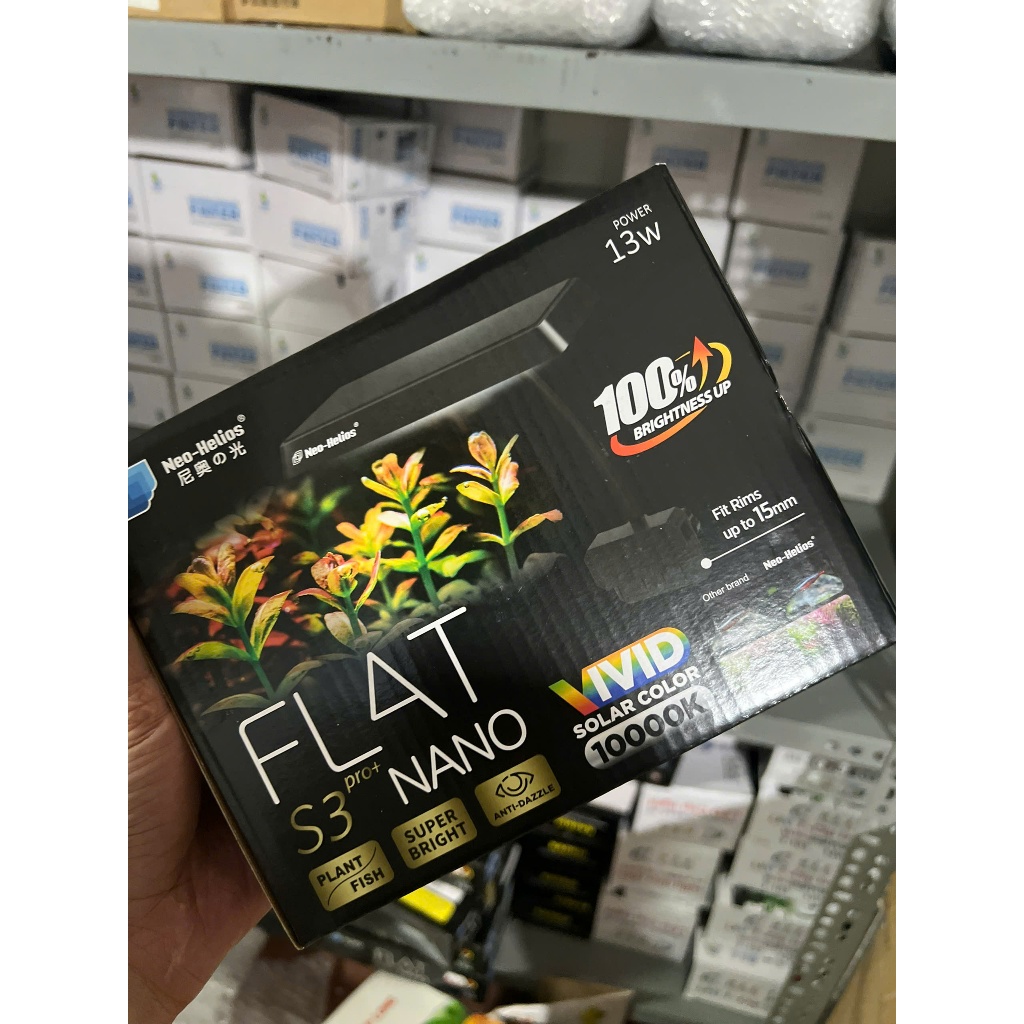 POWER
13W
Neo-Helios®
尼奥の光
Neo-Helios®
100%
BRIGHTNESS UP
Fit Rims
up to 15mm
Other brand
Neo-Helios®
FLAT
NANO
S3 pro+
VIVID
SOLAR COLOR
10000K
PLANT
FISH
SUPER
BRIGHT
ANTI-DAZZLE